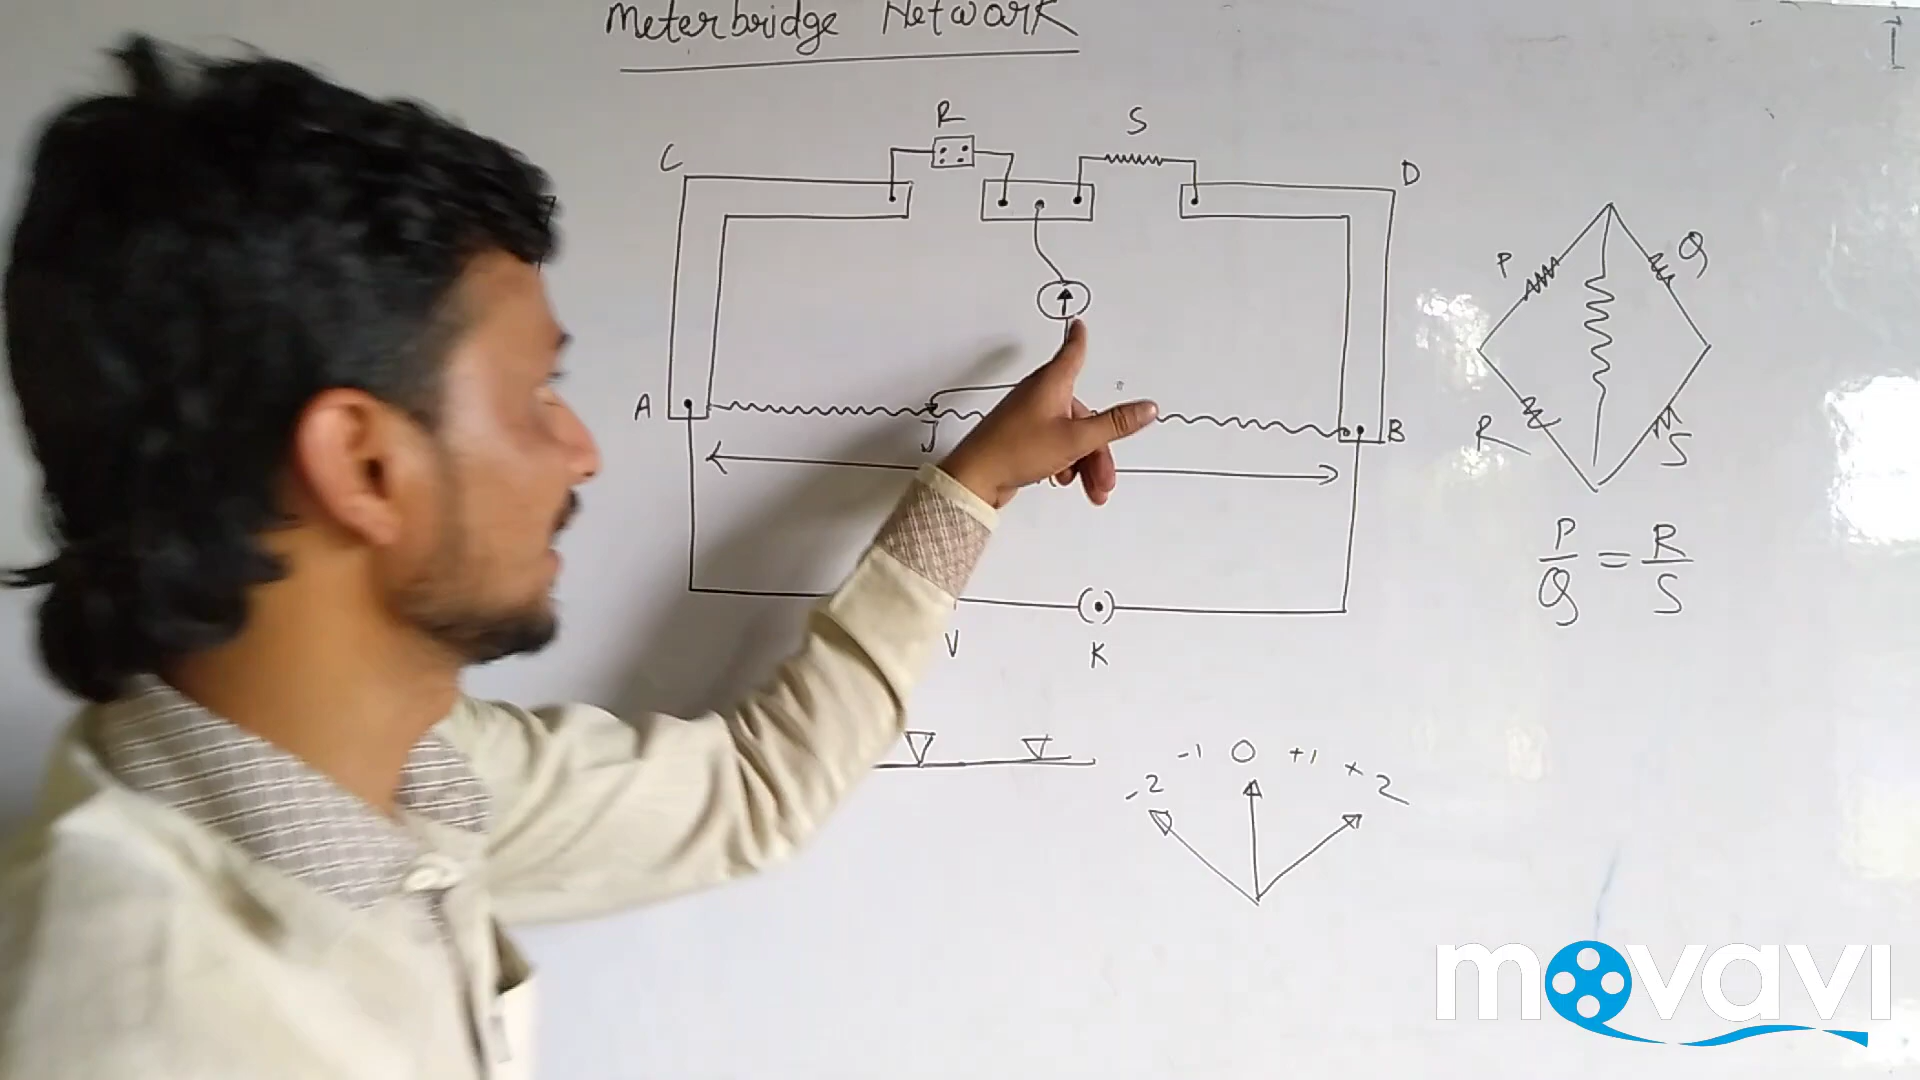 Meterbridge Network
R
S
C
D
A
J
B
V
K
P
Q
R
S
P/Q = R/S
-2 -1 0 +1 +2
movavi